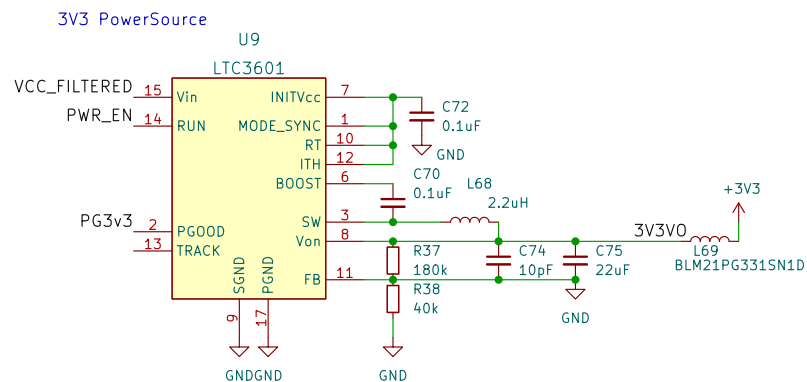 3V3 PowerSource
U9
LTC3601
VCC_FILTERED
15
Vin
INITVcc
7
C72
0.1uF
PWR_EN
14
RUN
MODE_SYNC
1
RT
10
GND
ITH
12
BOOST
6
C70
0.1uF
L68
2.2uH
+3V3
PG3v3
2
PGOOD
SW
3
13
TRACK
Von
8
3V3VO
L69
BLM21PG331SN1D
R37
180k
C74
10pF
C75
22uF
SGND
PGND
FB
11
R38
40k
9
17
GND
GND
GND
GND